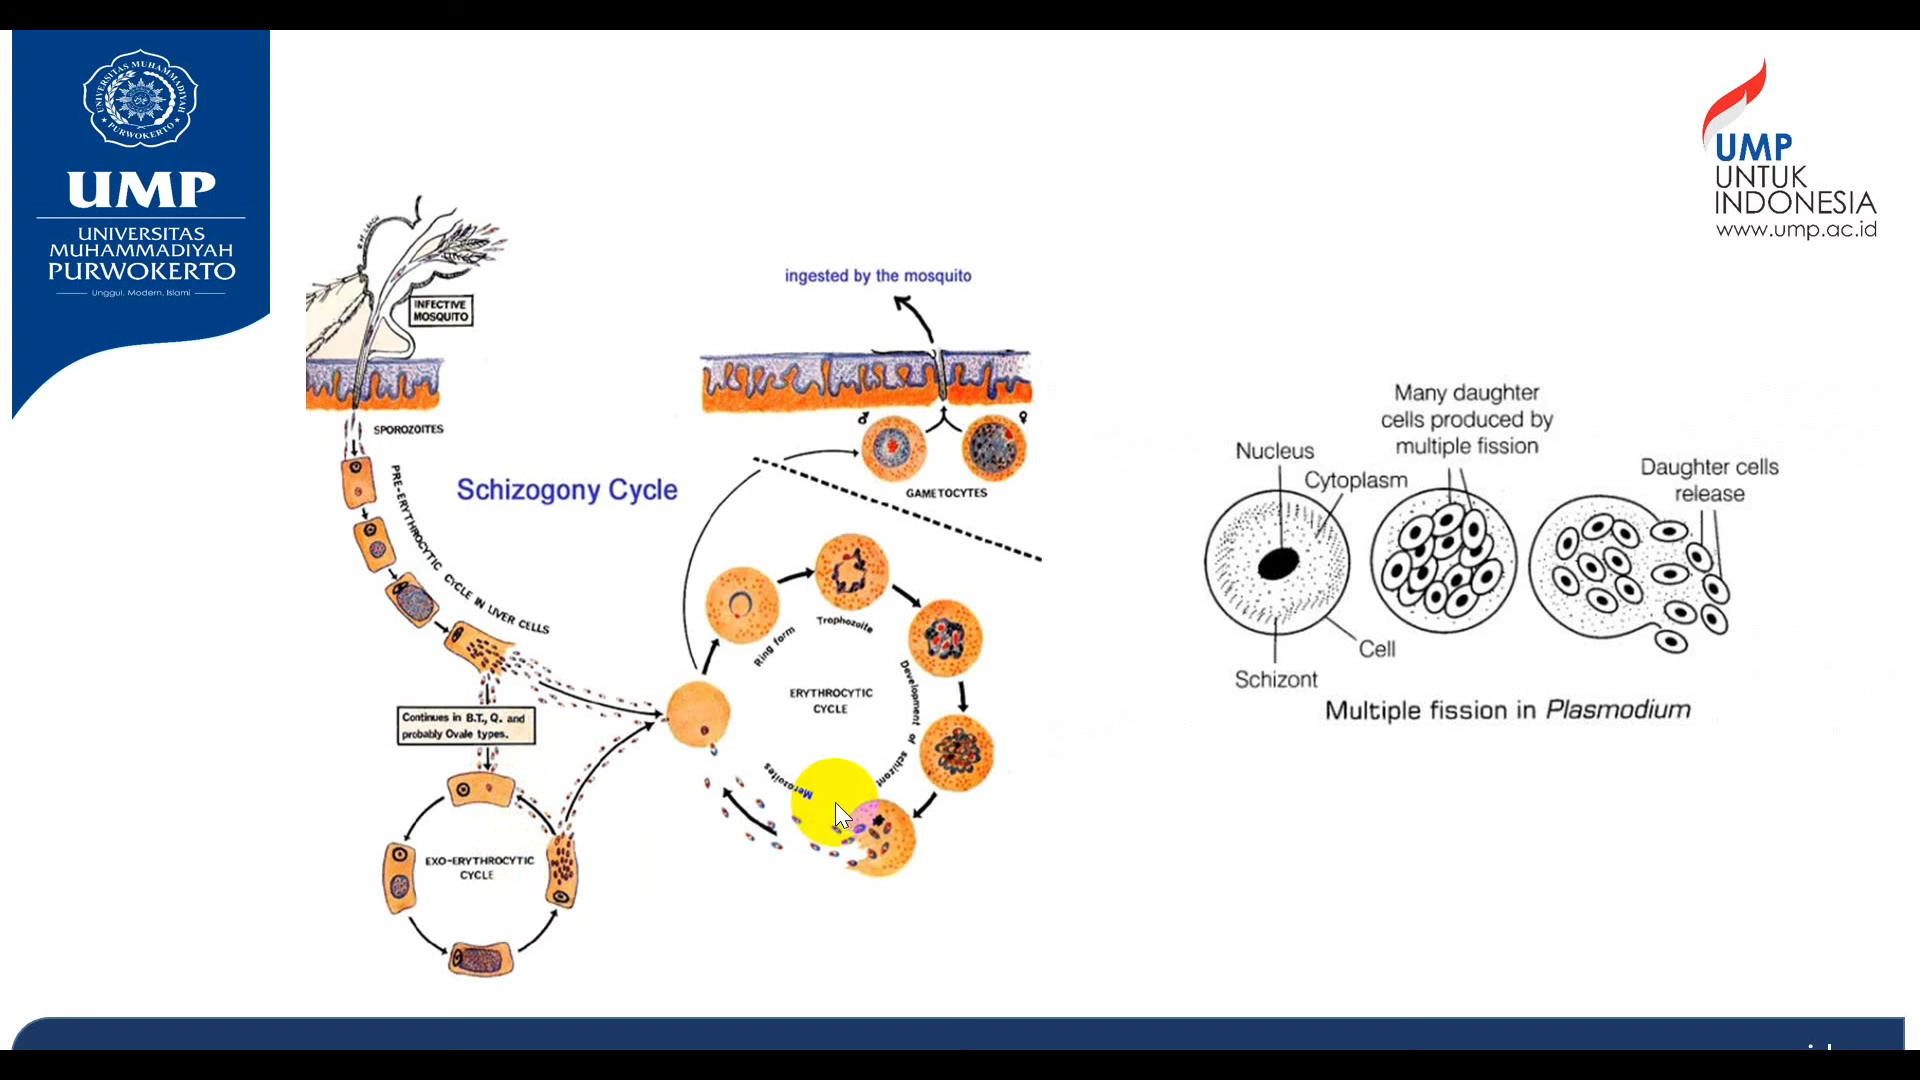 UNIVERSITAS MUHAMMADIYAH
PURWOKERTO
UMP
UNIVERSITAS
MUHAMMADIYAH
PURWOKERTO
Unggul, Modern, Islami
UMP
UNTUK
INDONESIA
www.ump.ac.id
INFECTIVE
MOSQUITO
SPOROZOITES
PRE-ERYTHROCYTIC CYCLE IN LIVER CELLS
Schizogony Cycle
ingested by the mosquito
♂
♀
GAMETOCYTES
Ring form
Trophozoite
Development of schizont
Merozoites
ERYTHROCYTIC
CYCLE
Continues in B.T., Q. and
probably Ovale types.
EXO-ERYTHROCYTIC
CYCLE
Many daughter
cells produced by
multiple fission
Nucleus
Cytoplasm
Daughter cells
release
Cell
Schizont
Multiple fission in Plasmodium